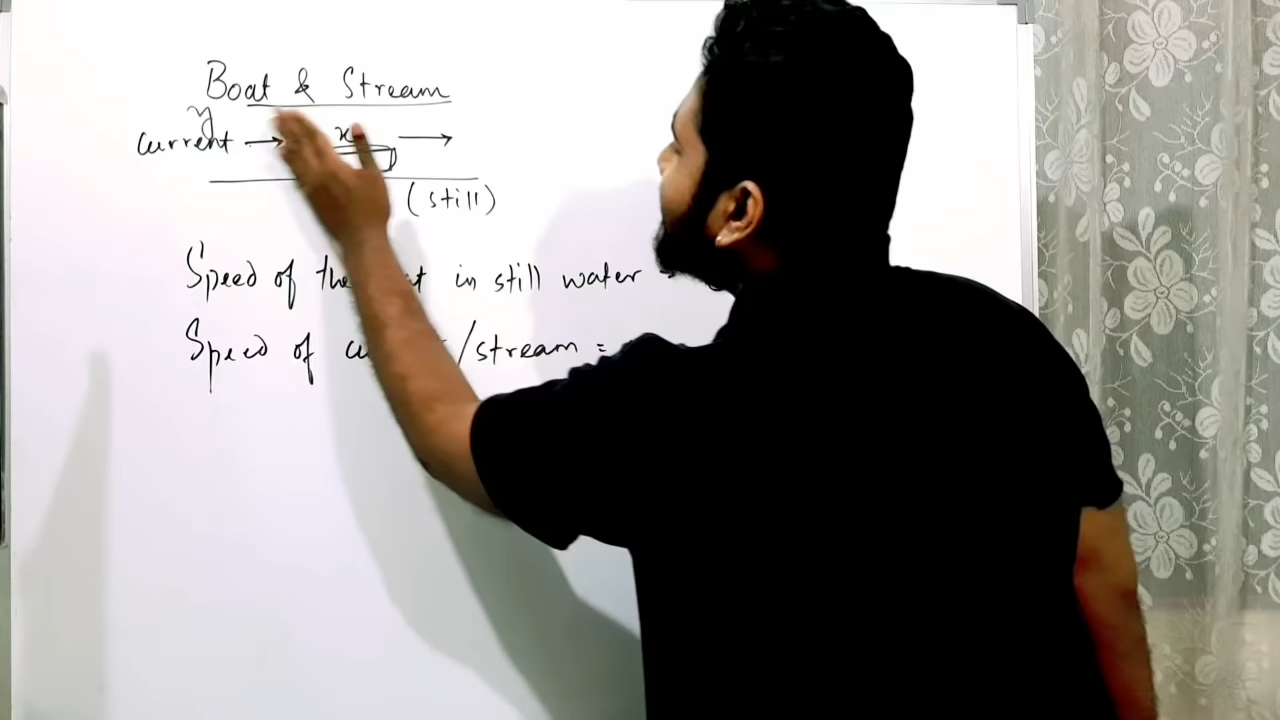 Boat & Stream
y
current → x →
(still)
Speed of the in still water =
Speed of /stream =